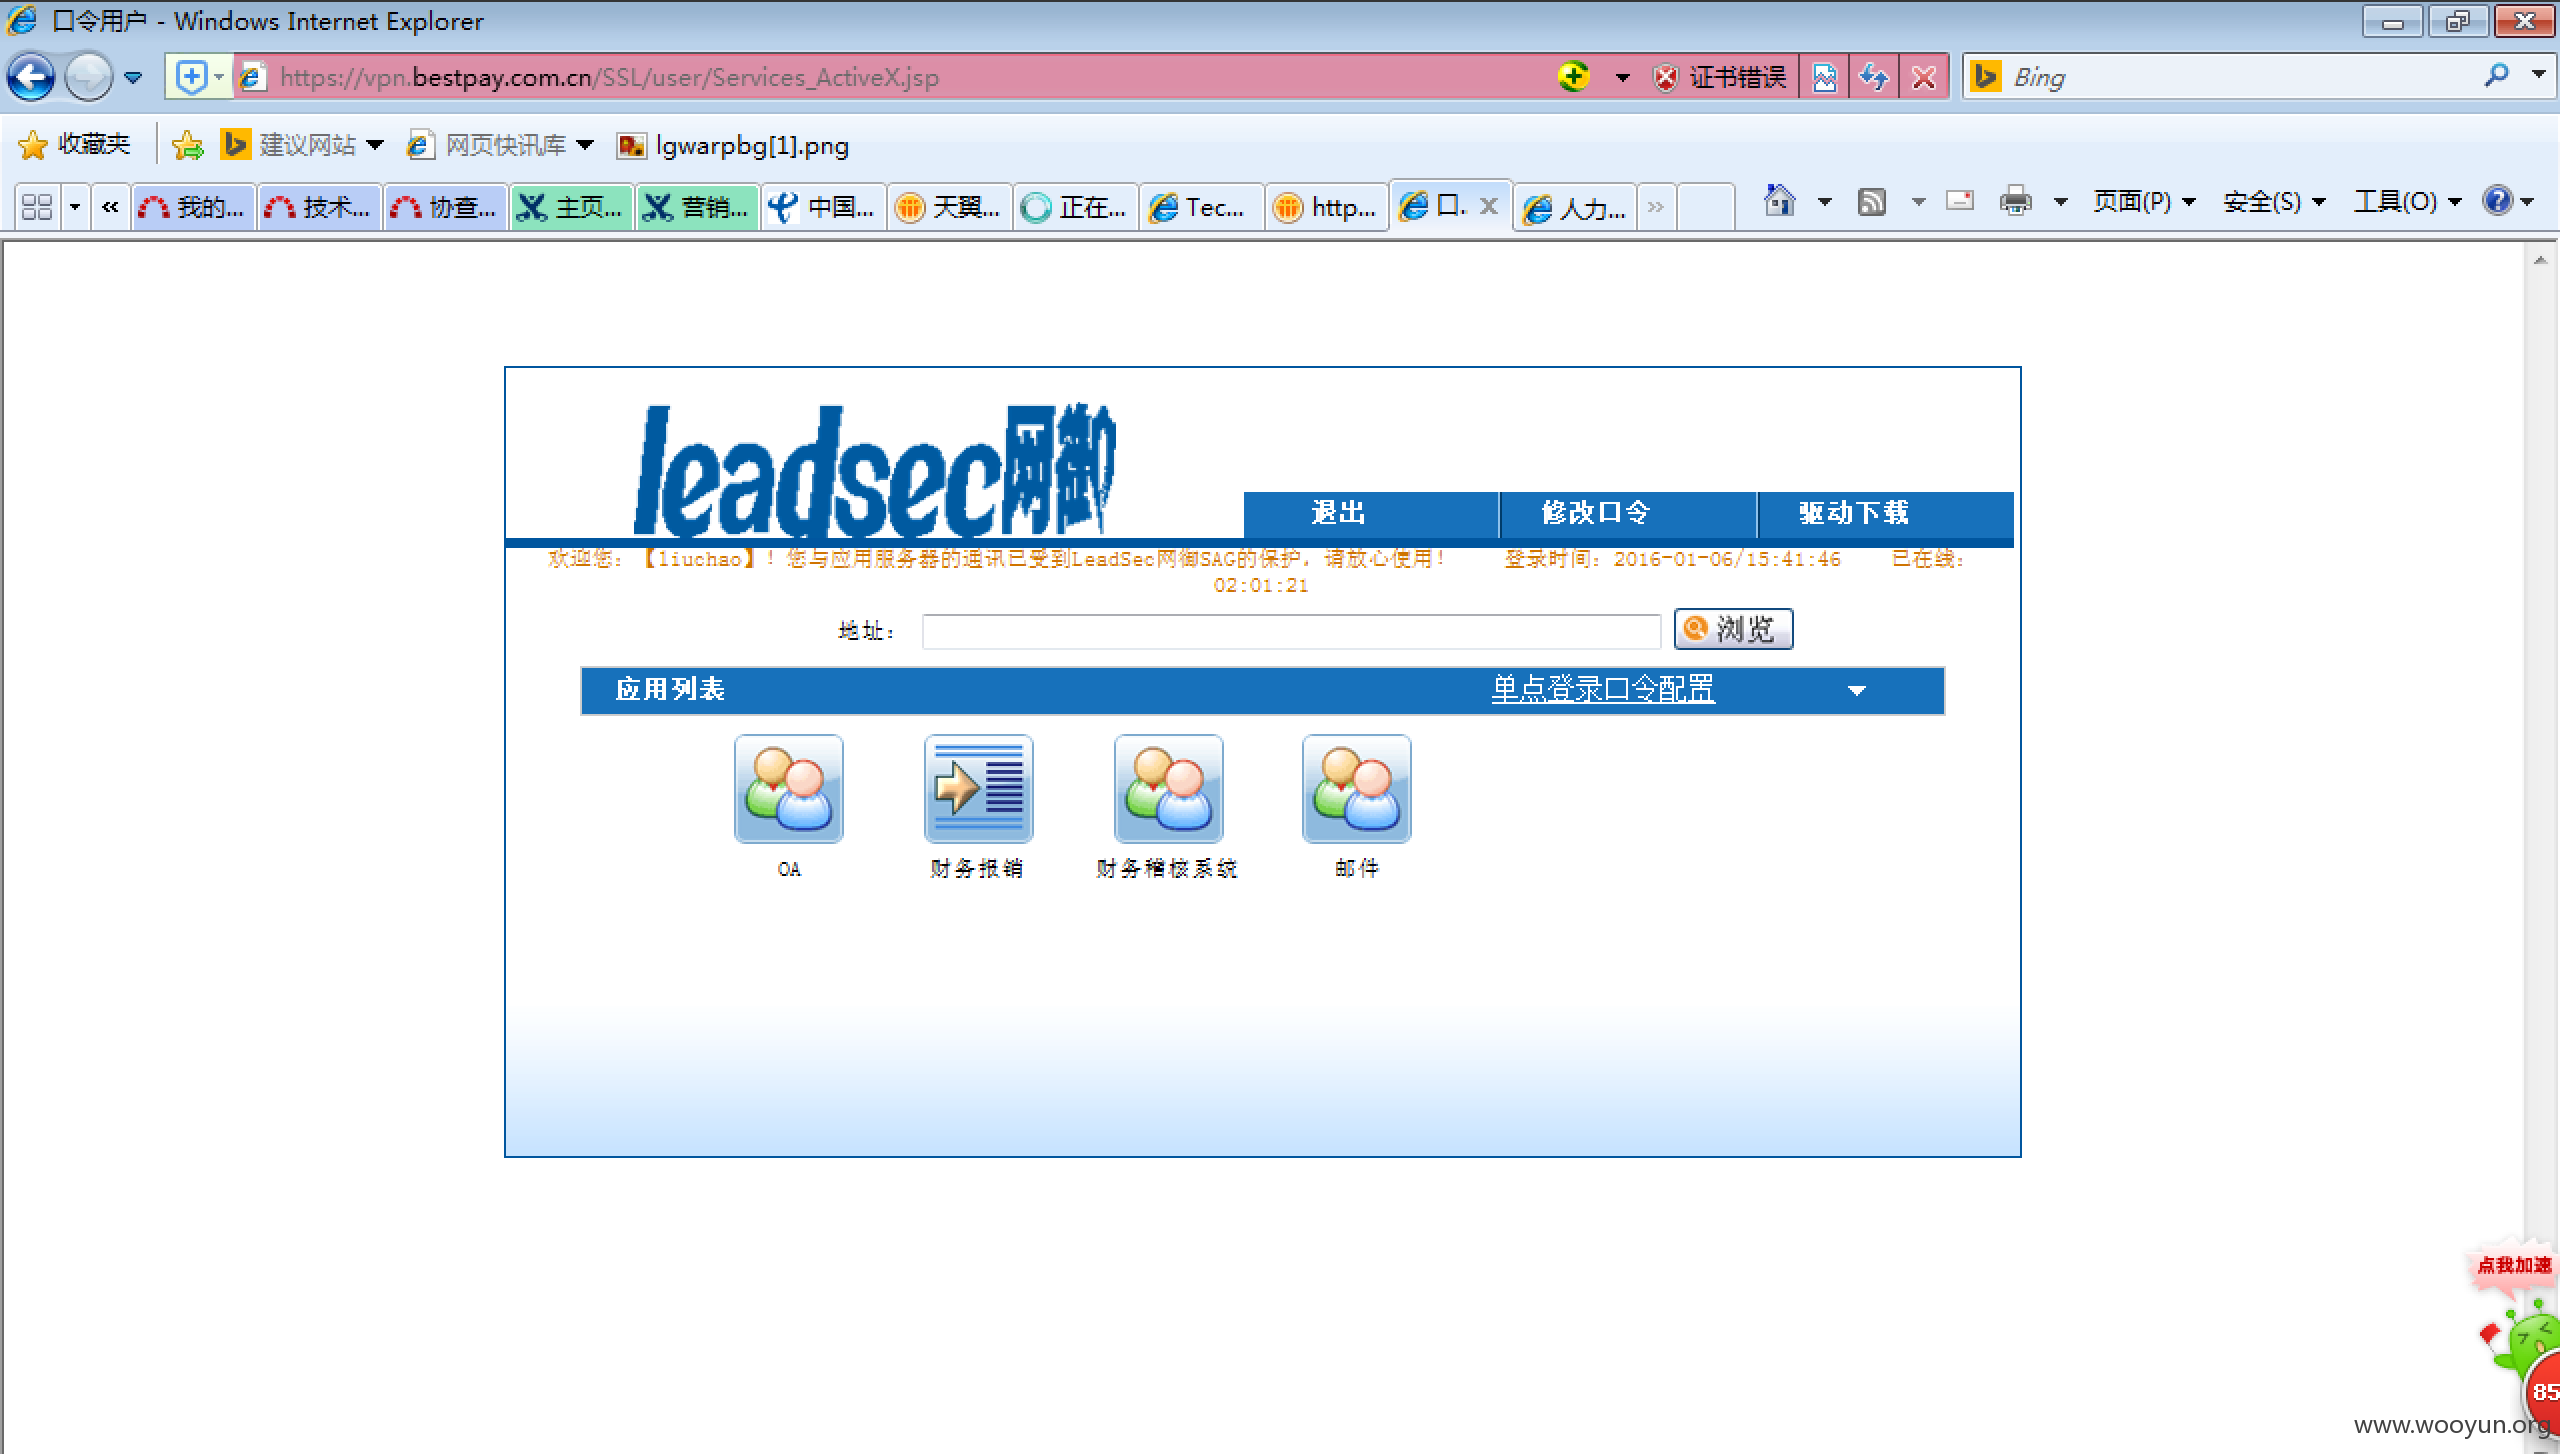 口令用户 - Windows Internet Explorer
https://vpn.bestpay.com.cn/SSL/user/Services_ActiveX.jsp 证书错误 Bing
收藏夹 建议网站 网页快讯库 lgwarpbg[1].png
我的... 技术... 协查... 主页... 营销... 中国... 天翼... 正在... Tec... http... 口. 人力... 页面(P) 安全(S) 工具(O)
leadsec网御
退出 修改口令 驱动下载
欢迎您：【liuchao】！您与应用服务器的通讯已受到LeadSec网御SAG的保护，请放心使用！ 登录时间：2016-01-06/15:41:46 已在线：
02:01:21
地址： 浏览
应用列表 单点登录口令配置
OA 财务报销 财务稽核系统 邮件
点我加速
85
www.wooyun.org